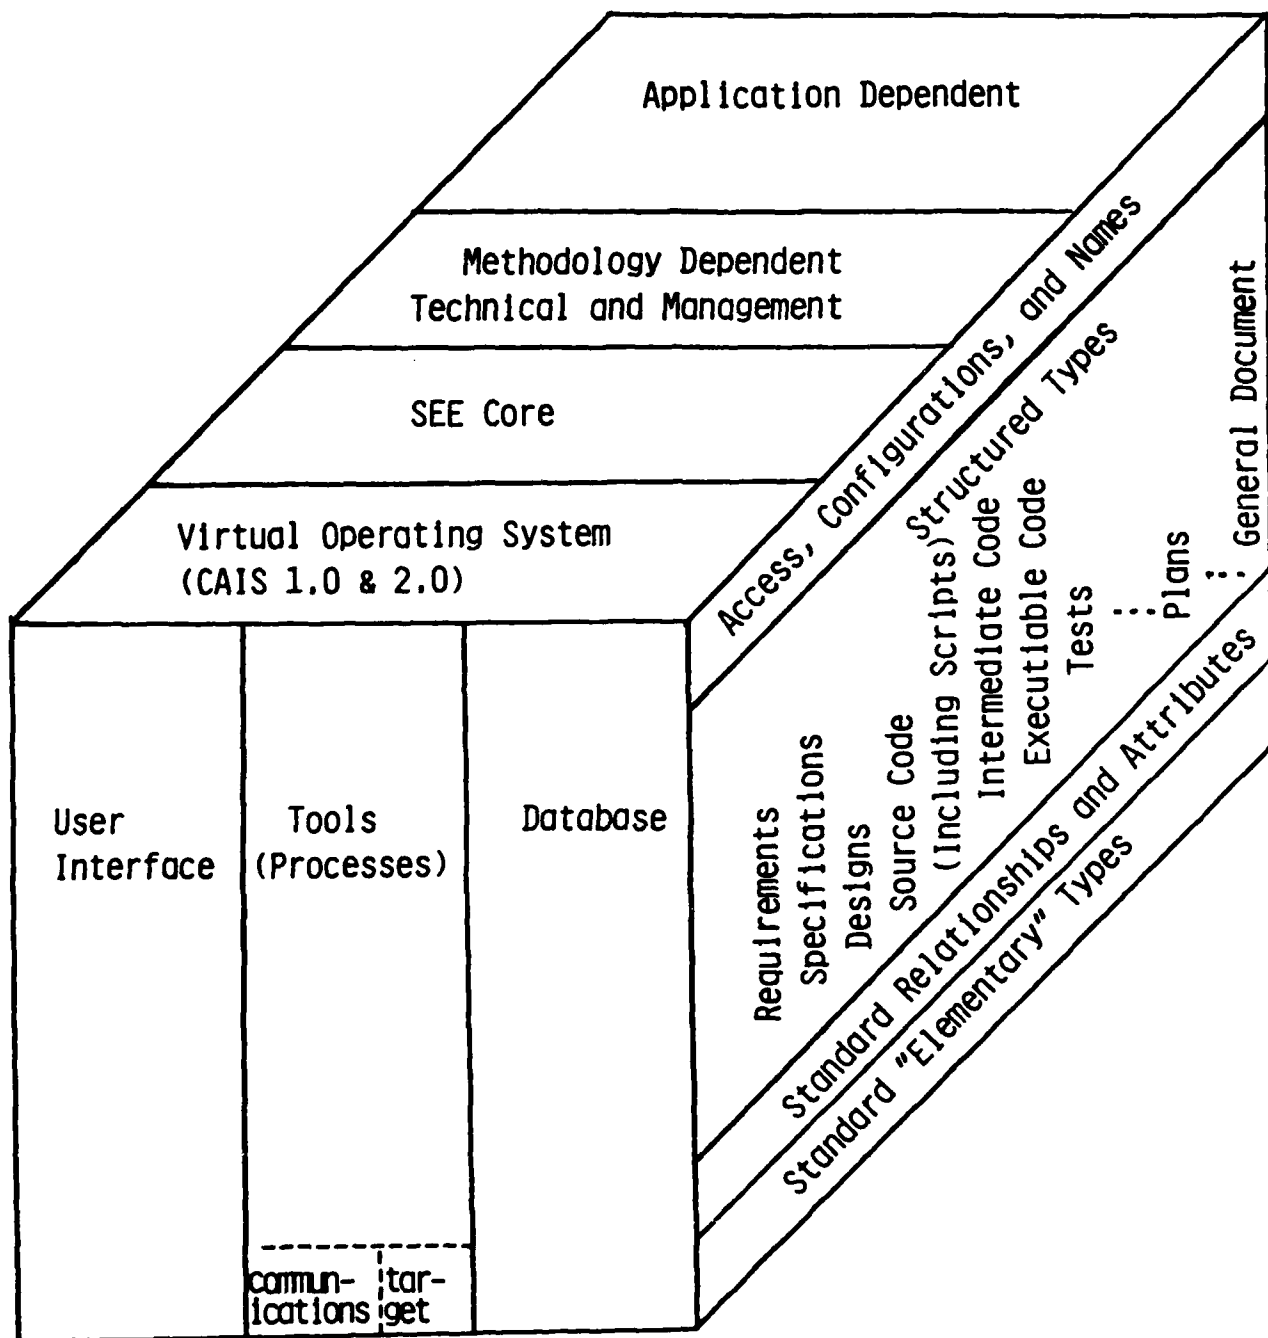 Application Dependent
Methodology Dependent
Technical and Management
SEE Core
Virtual Operating System
(CAIS 1.0 & 2.0)
User
Interface
Tools
(Processes)
Database
commun-
ications
tar-
get
Access, Configurations, and Names
Structured Types
Requirements
Specifications
Designs
Source Code
(Including Scripts)
Intermediate Code
Executiable Code
Tests
Plans
General Document
Standard Relationships and Attributes
Standard "Elementary" Types